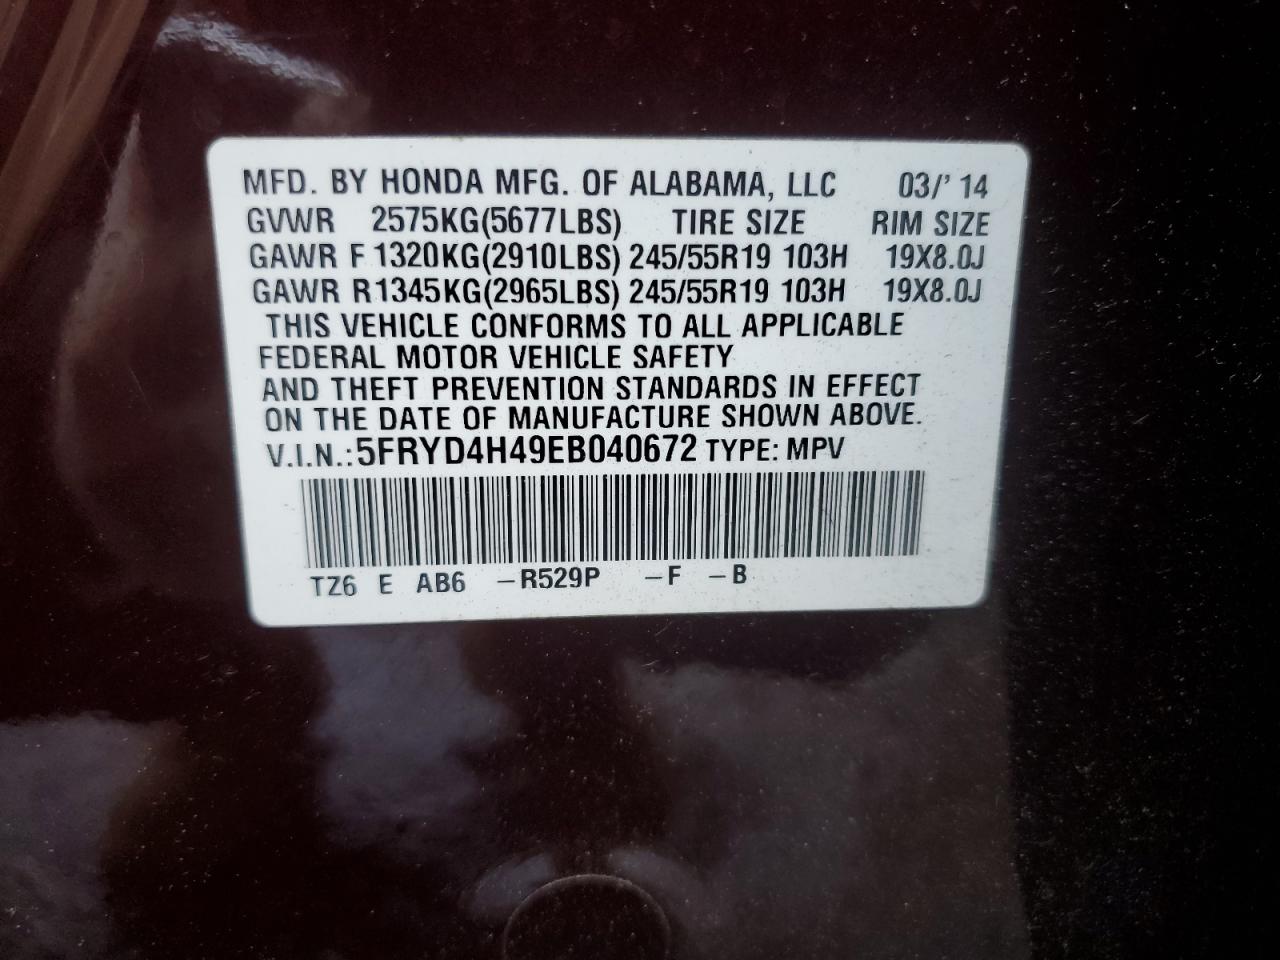 MFD. BY HONDA MFG. OF ALABAMA, LLC 03/' 14
GVWR 2575KG(5677LBS) TIRE SIZE RIM SIZE
GAWR F 1320KG(2910LBS) 245/55R19 103H 19X8.0J
GAWR R1345KG(2965LBS) 245/55R19 103H 19X8.0J
THIS VEHICLE CONFORMS TO ALL APPLICABLE
FEDERAL MOTOR VEHICLE SAFETY
AND THEFT PREVENTION STANDARDS IN EFFECT
ON THE DATE OF MANUFACTURE SHOWN ABOVE.
V.I.N.: 5FRYD4H49EB040672 TYPE: MPV
TZ6 E AB6 –R529P –F –B